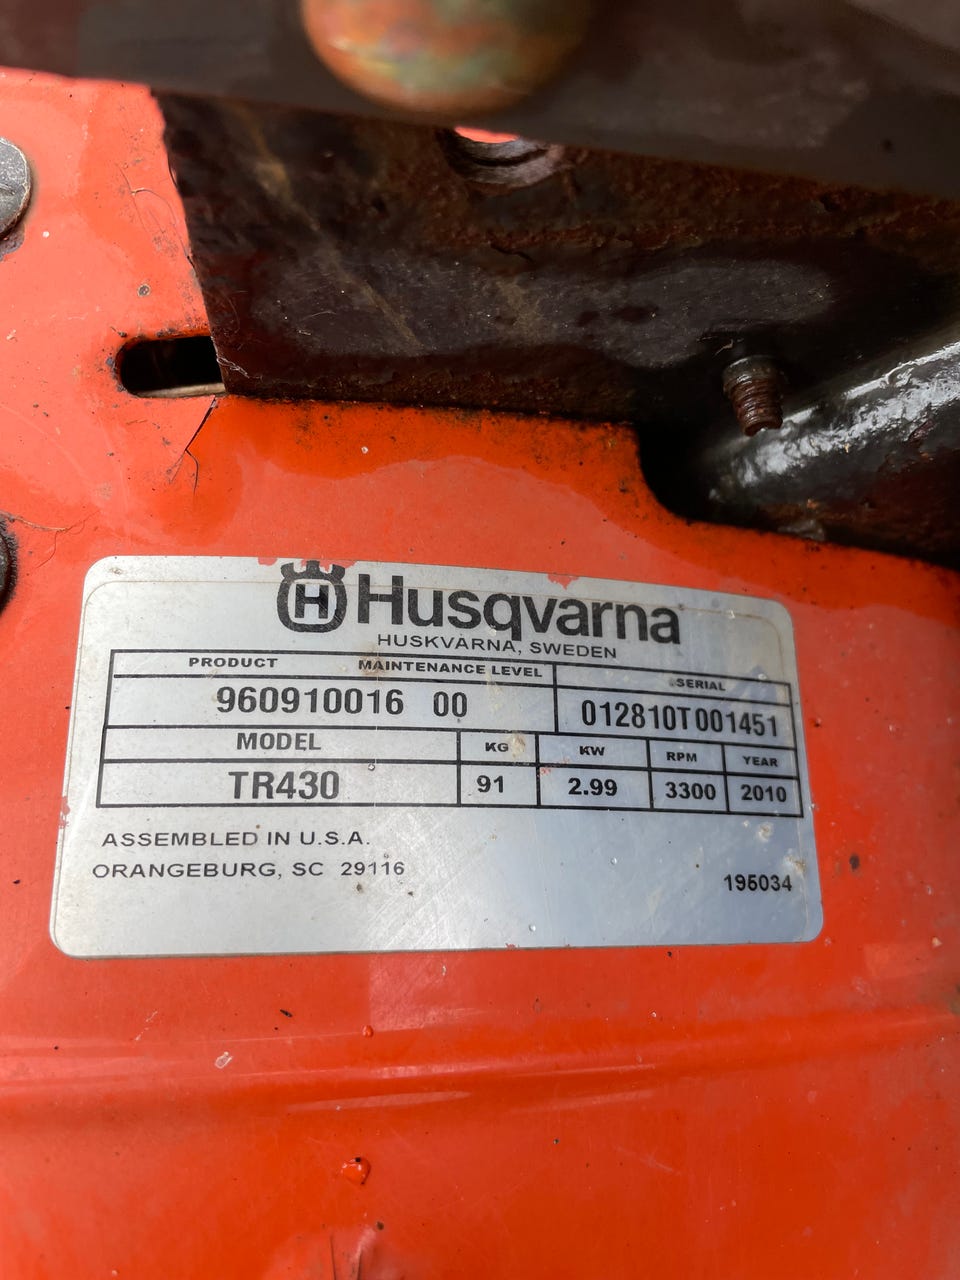 H Husqvarna
HUSKVARNA, SWEDEN
PRODUCT MAINTENANCE LEVEL SERIAL
960910016 00 012810T001451
MODEL KG KW RPM YEAR
TR430 91 2.99 3300 2010
ASSEMBLED IN U.S.A.
ORANGEBURG, SC 29116
195034